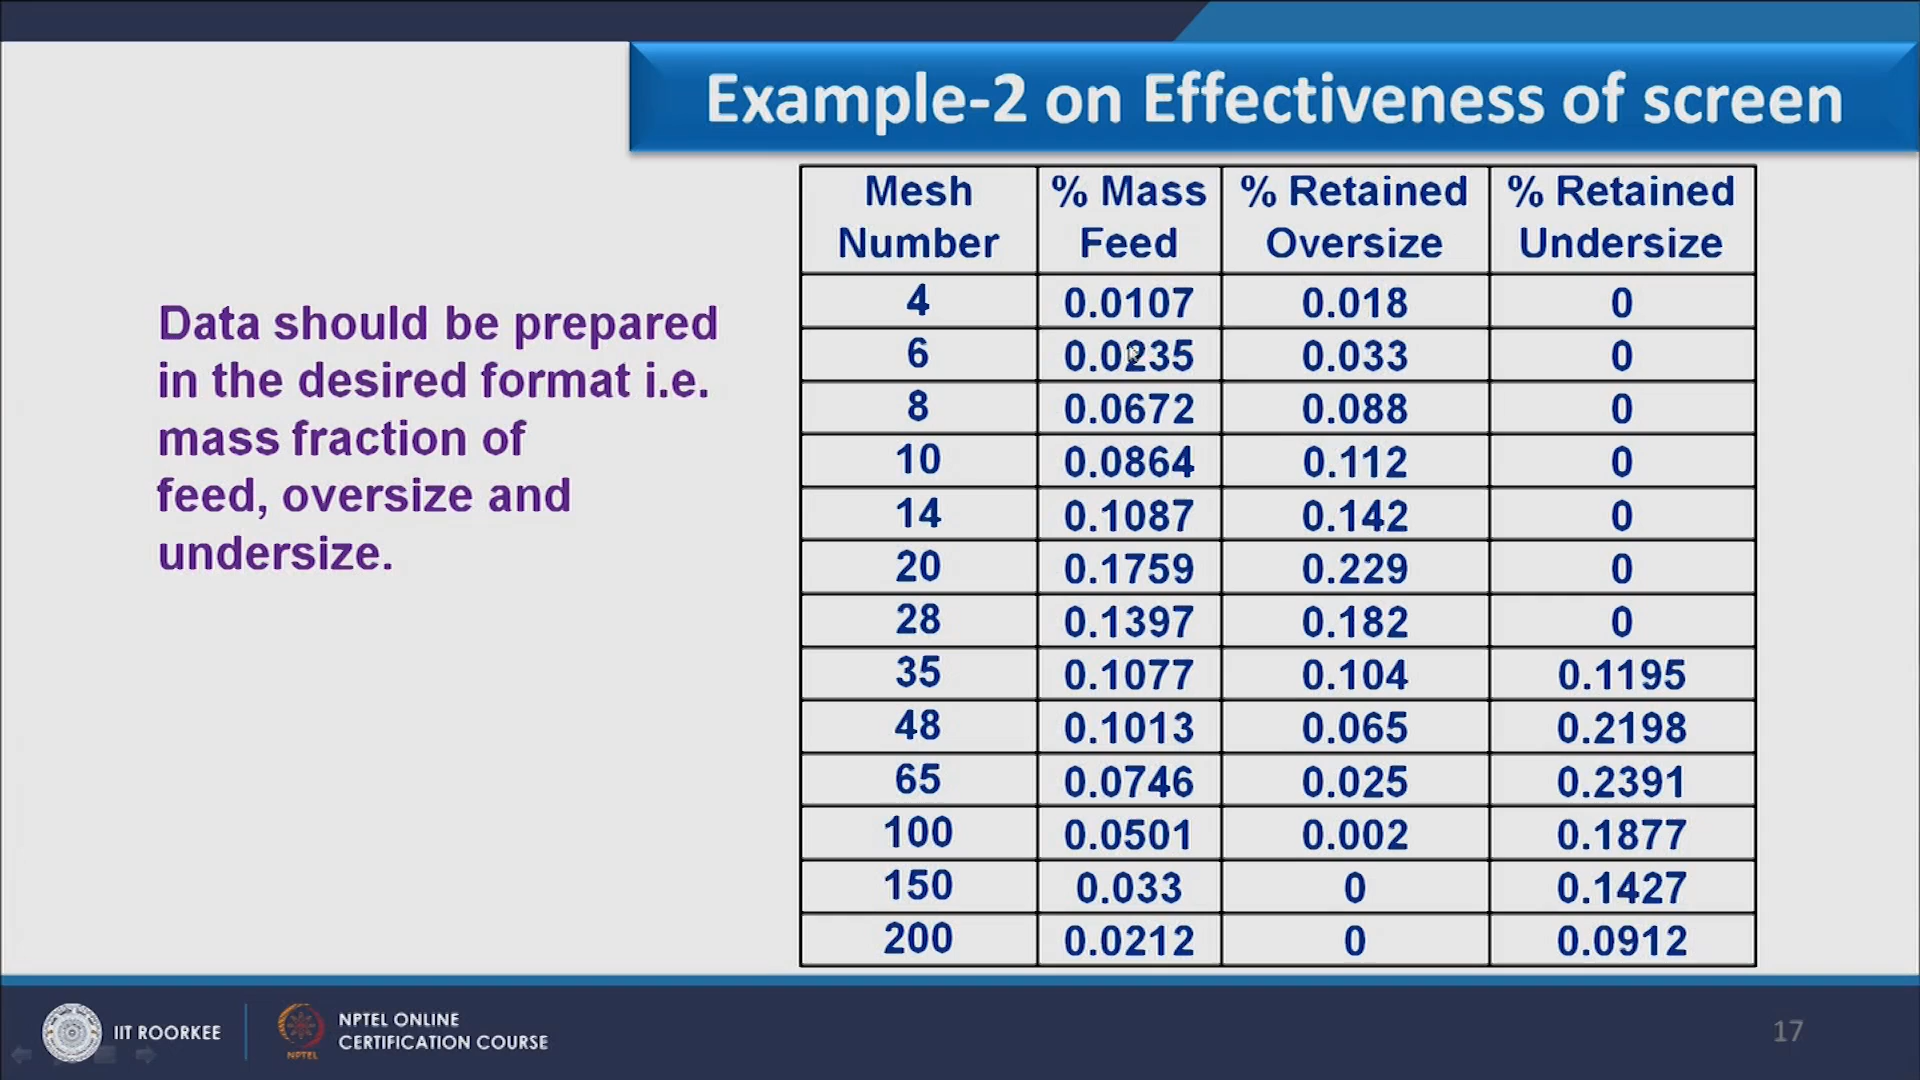 Example-2 on Effectiveness of screen
Data should be prepared
in the desired format i.e.
mass fraction of
feed, oversize and
undersize.
Mesh Number % Mass Feed % Retained Oversize % Retained Undersize
4 0.0107 0.018 0
6 0.0235 0.033 0
8 0.0672 0.088 0
10 0.0864 0.112 0
14 0.1087 0.142 0
20 0.1759 0.229 0
28 0.1397 0.182 0
35 0.1077 0.104 0.1195
48 0.1013 0.065 0.2198
65 0.0746 0.025 0.2391
100 0.0501 0.002 0.1877
150 0.033 0 0.1427
200 0.0212 0 0.0912
IIT ROORKEE
NPTEL
NPTEL ONLINE
CERTIFICATION COURSE
17